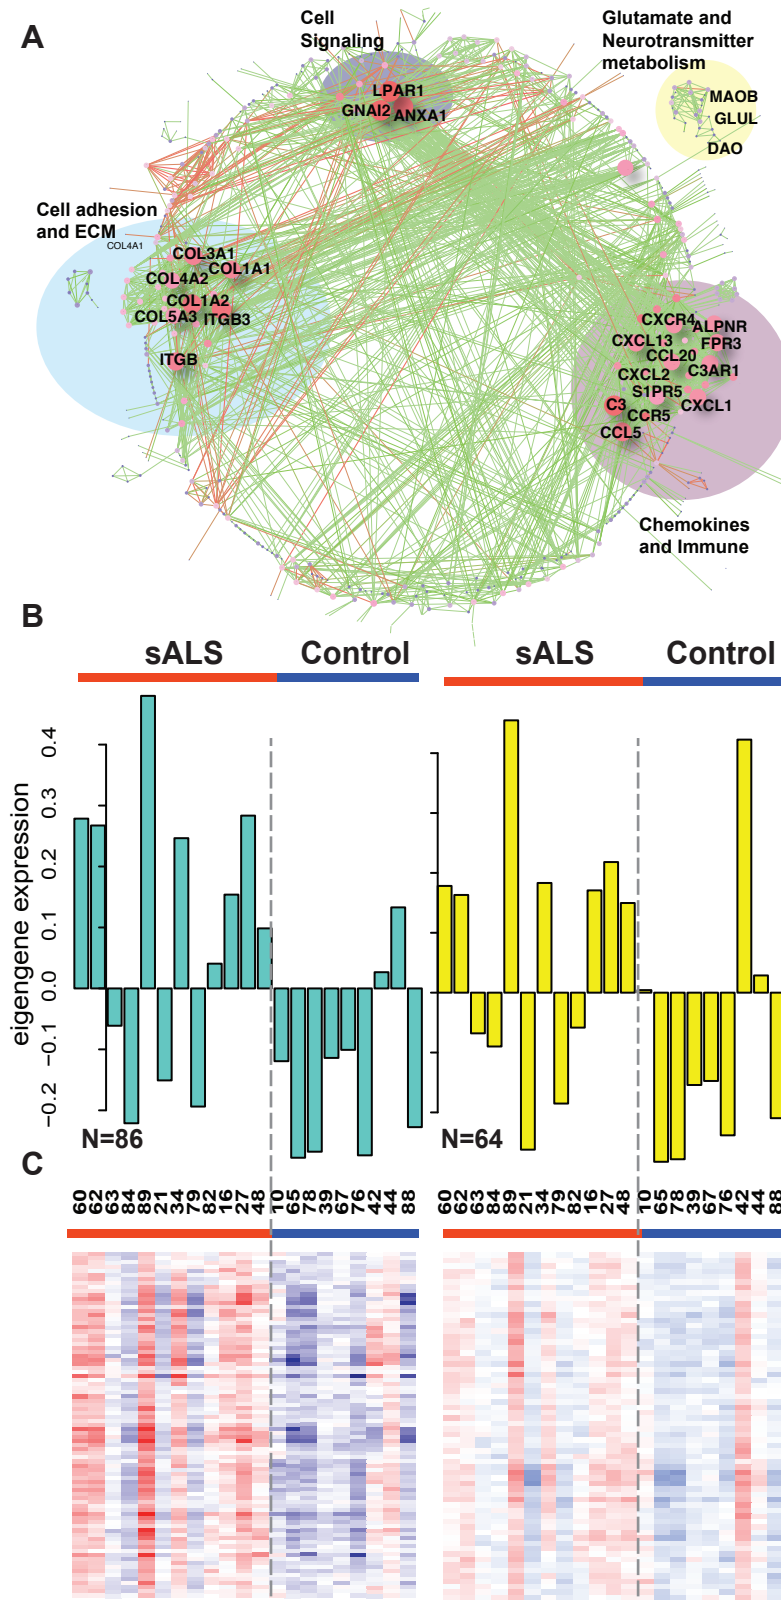 A
Cell
Signaling
Glutamate and
Neurotransmitter
metabolism
LPAR1
GNAI2
ANXA1
MAOB
GLUL
DAO
Cell adhesion
and ECM
COL4A1
COL3A1
COL1A1
COL4A2
COL1A2
COL5A3
ITGB3
ITGB
CXCR4
ALPNR
CXCL13
FPR3
CCL20
CXCL2
C3AR1
S1PR5
C3
CXCL1
CCR5
CCL5
Chemokines
and Immune
B
sALS Control sALS Control
eigengene expression
0.4
0.3
0.2
0.1
0.0
−0.1
−0.2
N=86
N=64
C
60 62 63 84 89 21 34 79 82 16 27 48 10 65 78 39 67 76 42 44 88
60 62 63 84 89 21 34 79 82 16 27 48 10 65 78 39 67 76 42 44 88